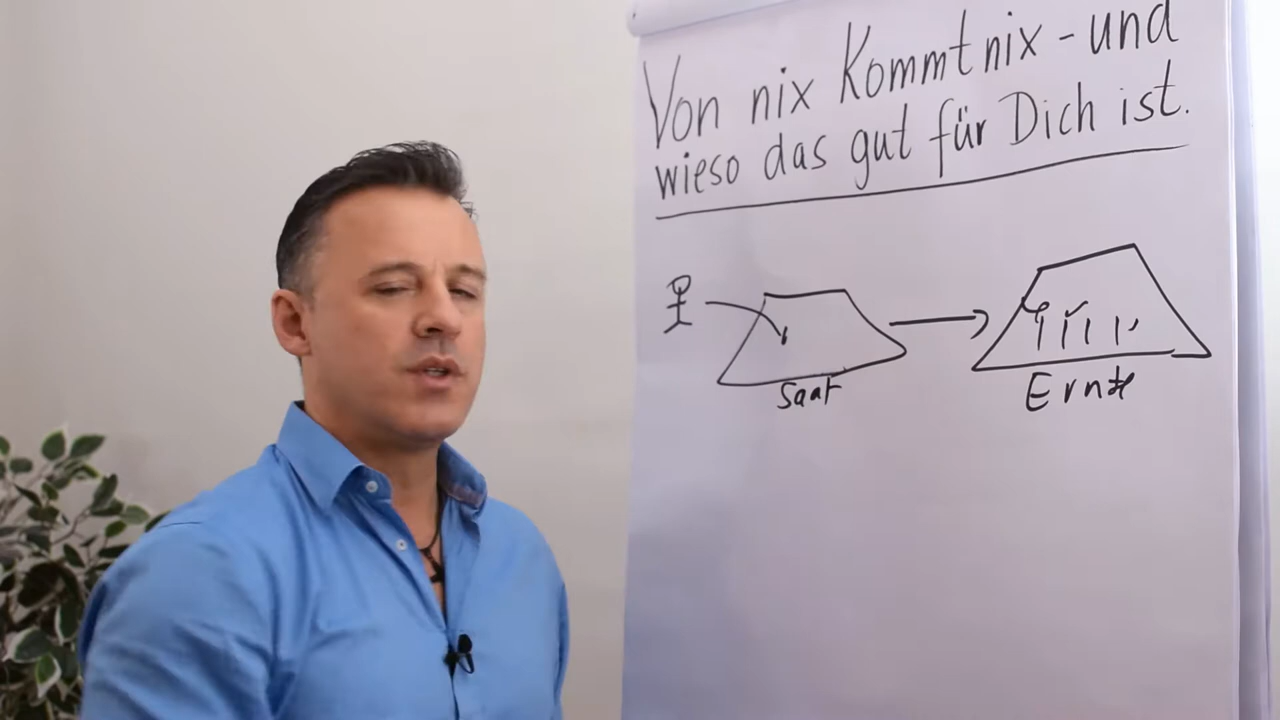 Von nix Kommt nix - und
wieso das gut für Dich ist.
Saat
Ernte